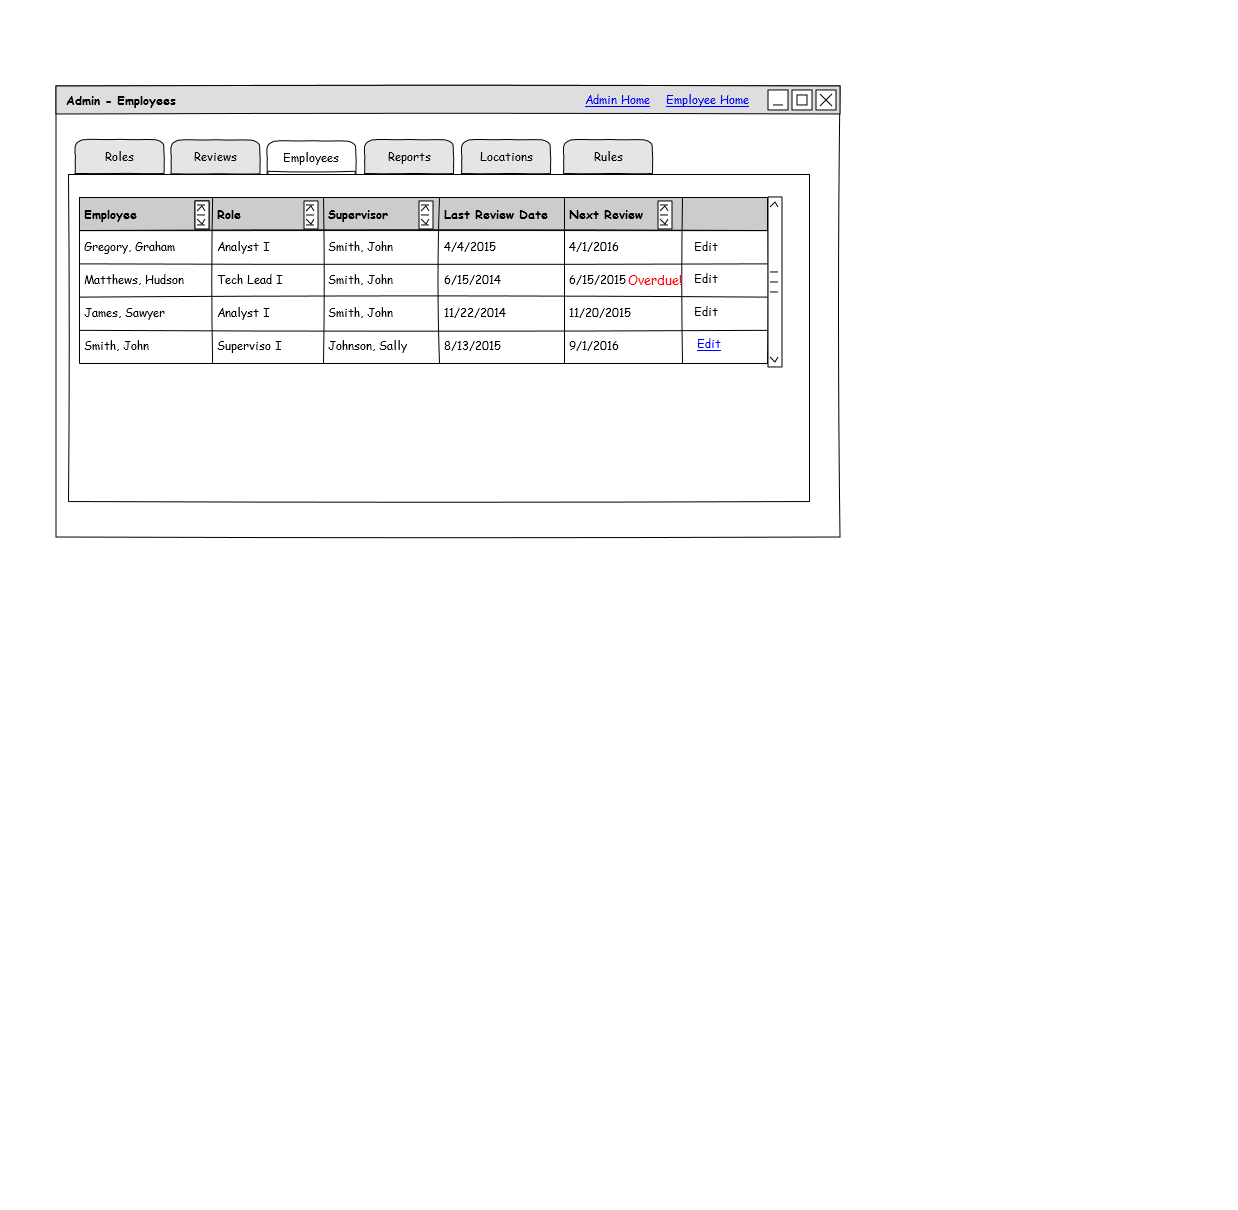 Admin - Employees Admin Home Employee Home
Roles Reviews Employees Reports Locations Rules
Employee Role Supervisor Last Review Date Next Review
Gregory, Graham Analyst I Smith, John 4/4/2015 4/1/2016 Edit
Matthews, Hudson Tech Lead I Smith, John 6/15/2014 6/15/2015 Overdue! Edit
James, Sawyer Analyst I Smith, John 11/22/2014 11/20/2015 Edit
Smith, John Superviso I Johnson, Sally 8/13/2015 9/1/2016 Edit